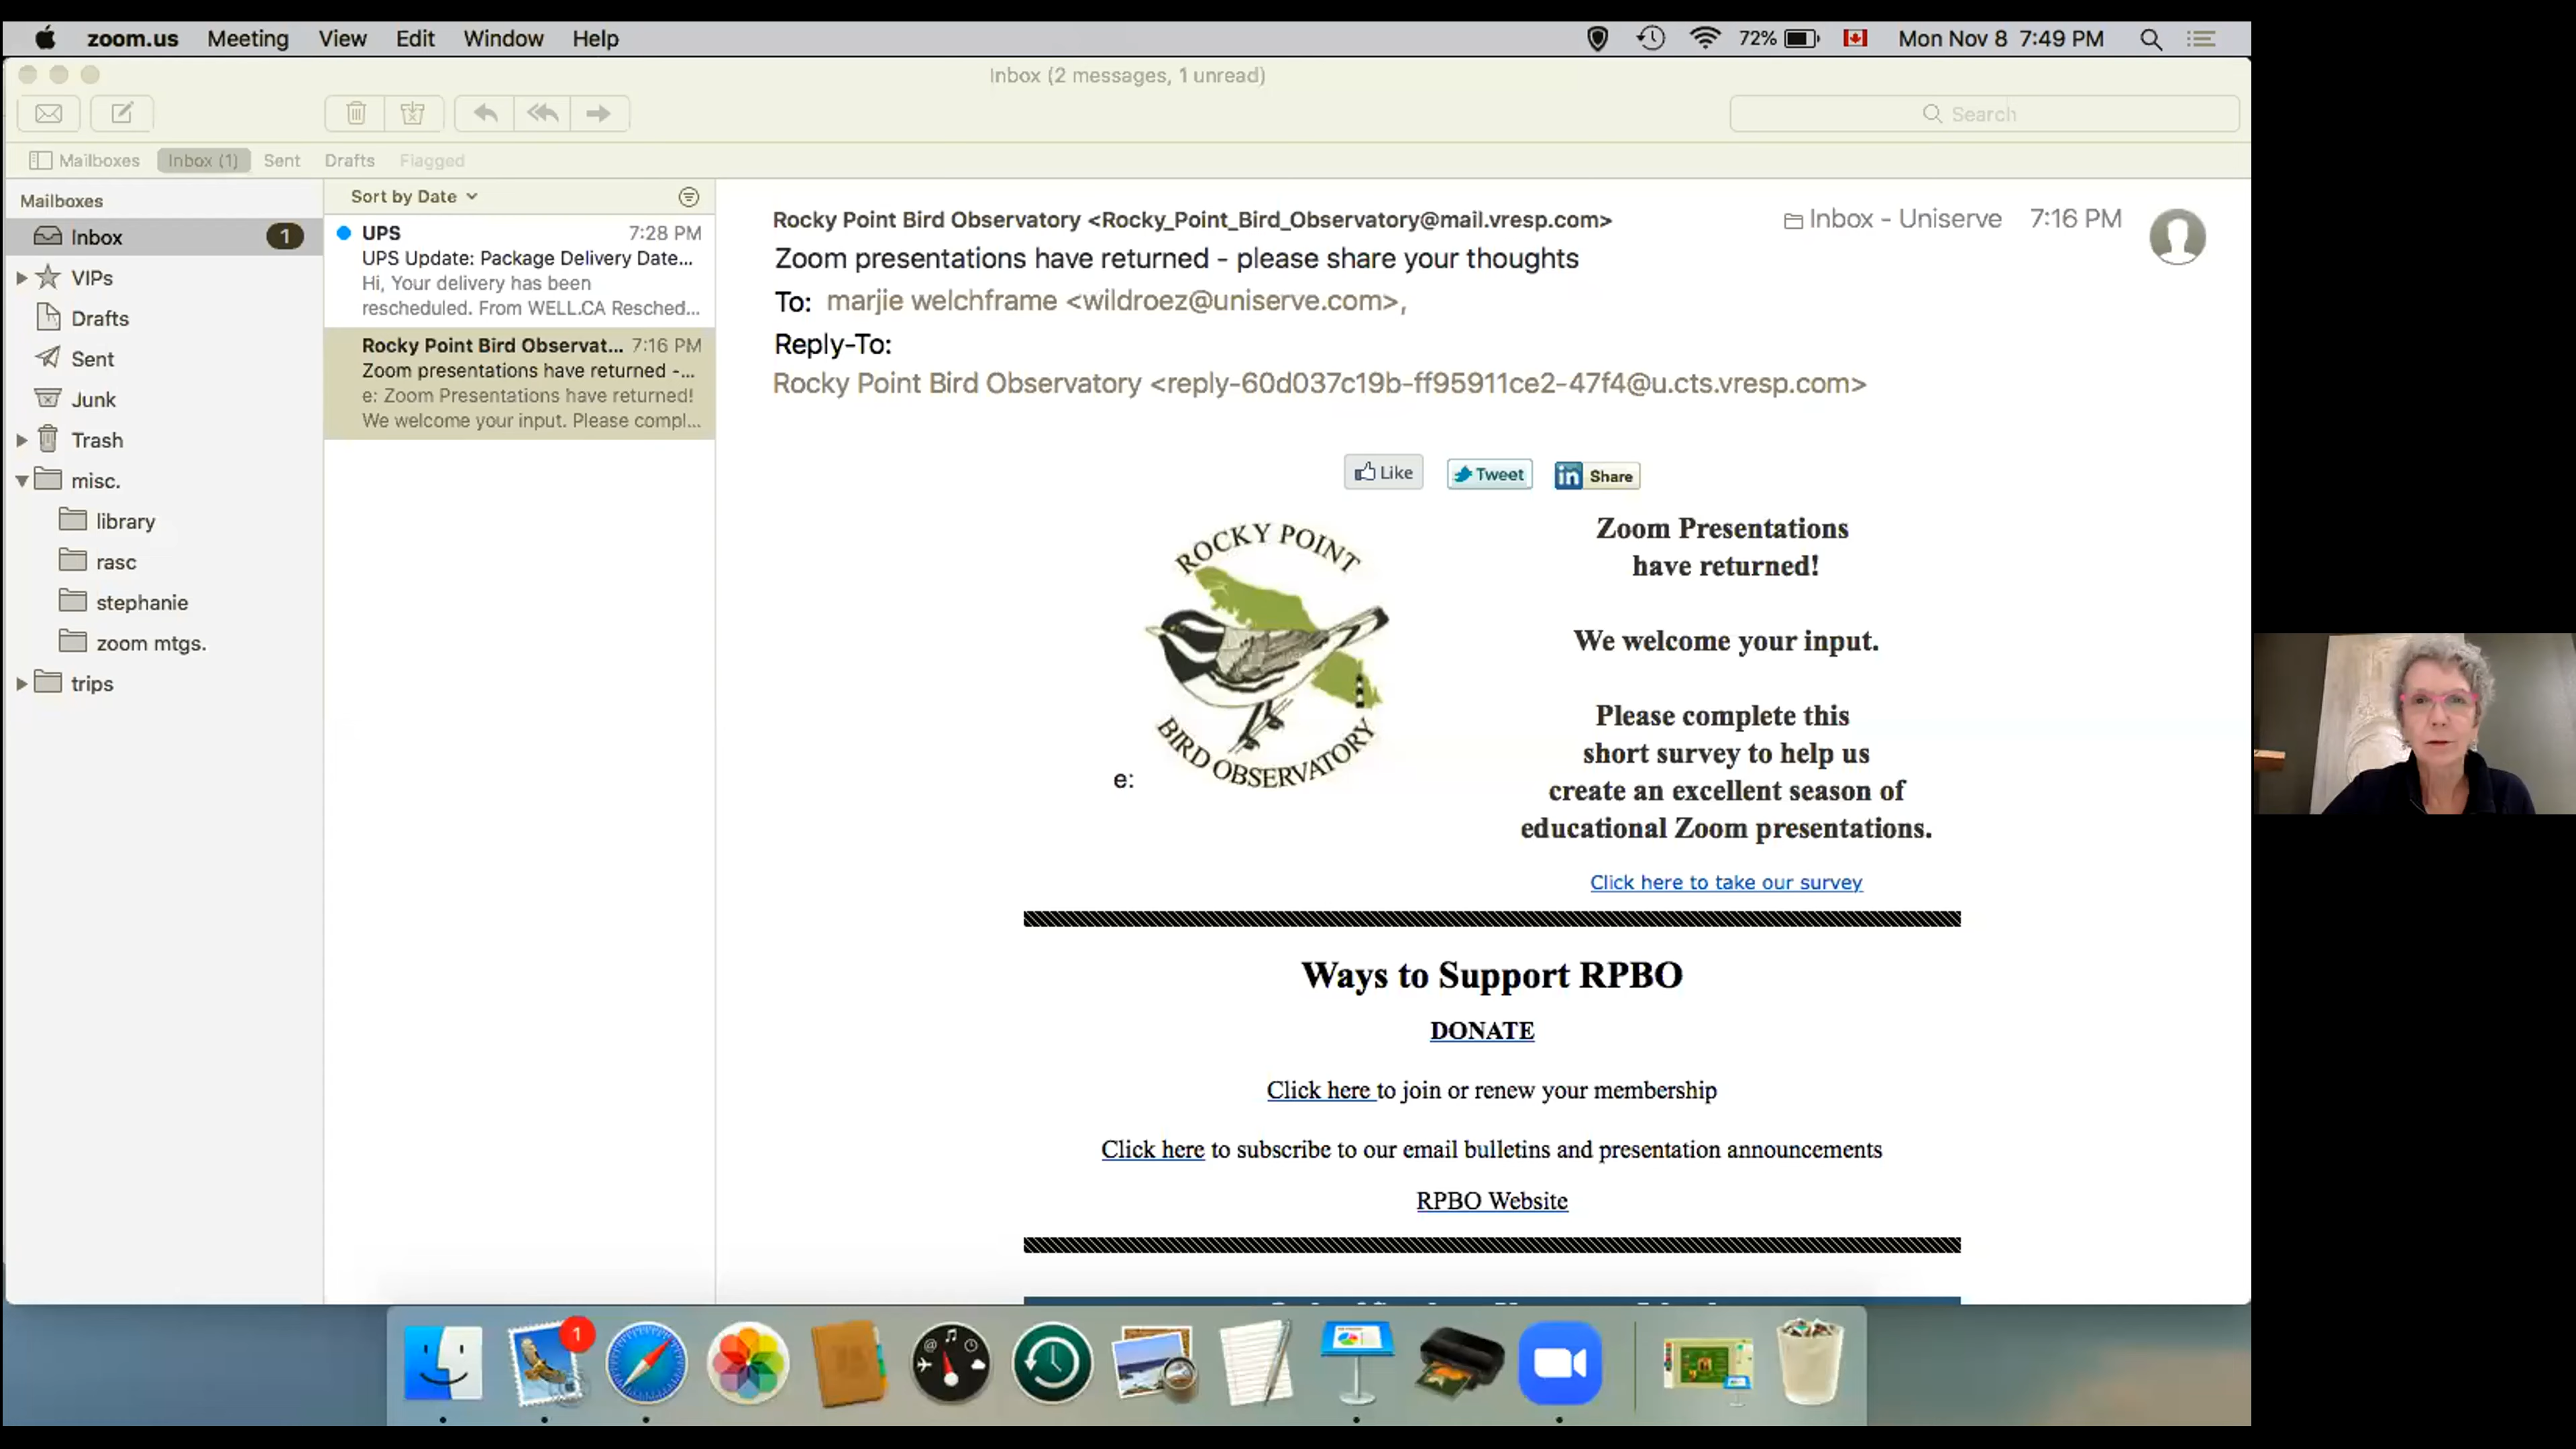 zoom.us Meeting View Edit Window Help 72% Mon Nov 8 7:49 PM
Inbox (2 messages, 1 unread)
Search
Mailboxes Inbox (1) Sent Drafts Flagged
Mailboxes
Inbox 1
VIPs
Drafts
Sent
Junk
Trash
misc.
library
rasc
stephanie
zoom mtgs.
trips
Sort by Date
UPS 7:28 PM
UPS Update: Package Delivery Date...
Hi, Your delivery has been
rescheduled. From WELL.CA Resched...
Rocky Point Bird Observat... 7:16 PM
Zoom presentations have returned -...
e: Zoom Presentations have returned!
We welcome your input. Please compl...
Rocky Point Bird Observatory <Rocky_Point_Bird_Observatory@mail.vresp.com> Inbox - Uniserve 7:16 PM
Zoom presentations have returned - please share your thoughts
To: marjie welchframe <wildroez@uniserve.com>,
Reply-To:
Rocky Point Bird Observatory <reply-60d037c19b-ff95911ce2-47f4@u.cts.vresp.com>
Like Tweet in Share
ROCKY POINT
BIRD OBSERVATORY
e:
Zoom Presentations
have returned!
We welcome your input.
Please complete this
short survey to help us
create an excellent season of
educational Zoom presentations.
Click here to take our survey
Ways to Support RPBO
DONATE
Click here to join or renew your membership
Click here to subscribe to our email bulletins and presentation announcements
RPBO Website
1